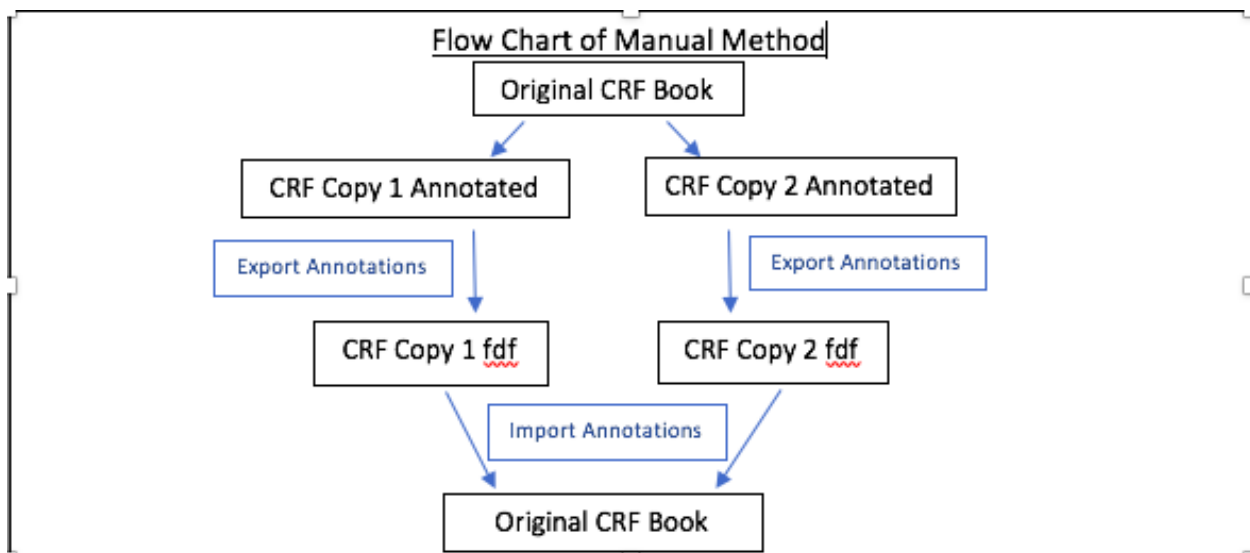 Flow Chart of Manual Method
Original CRF Book
CRF Copy 1 Annotated
CRF Copy 2 Annotated
Export Annotations
Export Annotations
CRF Copy 1 fdf
CRF Copy 2 fdf
Import Annotations
Original CRF Book